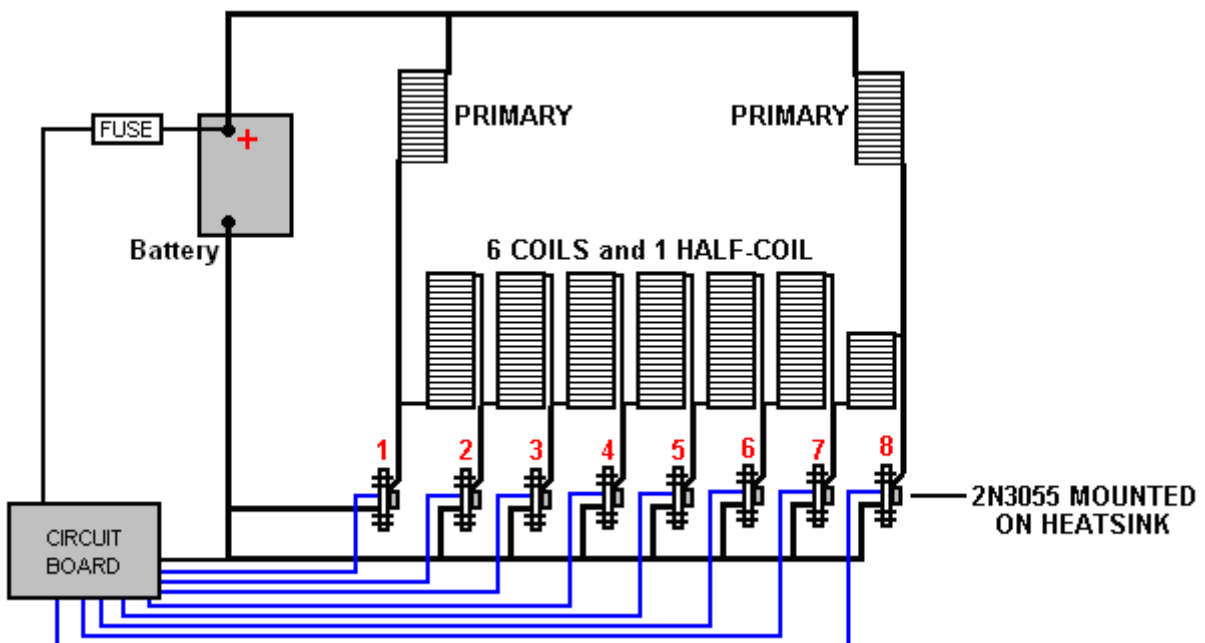 FUSE
+
PRIMARY
PRIMARY
Battery
6 COILS and 1 HALF-COIL
1 2 3 4 5 6 7 8
2N3055 MOUNTED
ON HEATSINK
CIRCUIT
BOARD